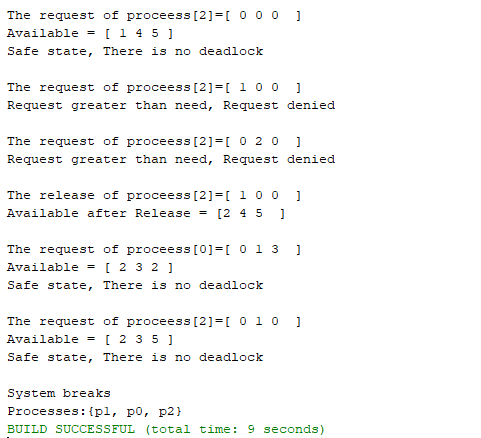 The request of proceess[2]=[ 0 0 0  ]
Available = [ 1 4 5 ]
Safe state, There is no deadlock
The request of proceess[2]=[ 1 0 0  ]
Request greater than need, Request denied
The request of proceess[2]=[ 0 2 0  ]
Request greater than need, Request denied
The release of proceess[2]=[ 1 0 0  ]
Available after Release = [2 4 5  ]
The request of proceess[0]=[ 0 1 3  ]
Available = [ 2 3 2 ]
Safe state, There is no deadlock
The request of proceess[2]=[ 0 1 0  ]
Available = [ 2 3 5 ]
Safe state, There is no deadlock
System breaks
Processes:{p1, p0, p2}
BUILD SUCCESSFUL (total time: 9 seconds)